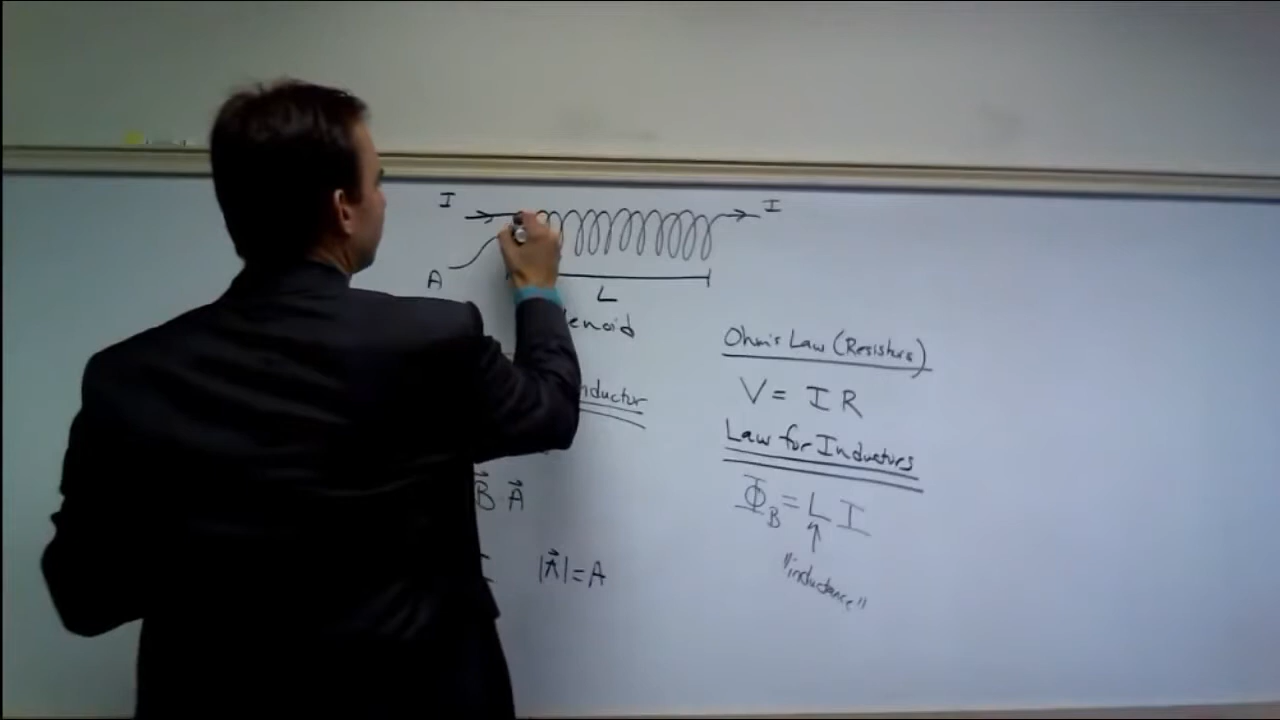 I I
A
L
enoid
nductor
B⃗ A⃗
|A⃗|=A
Ohm's Law (Resistors)
V = I R
Law for Inductors
Φ_B = L I
"inductance"